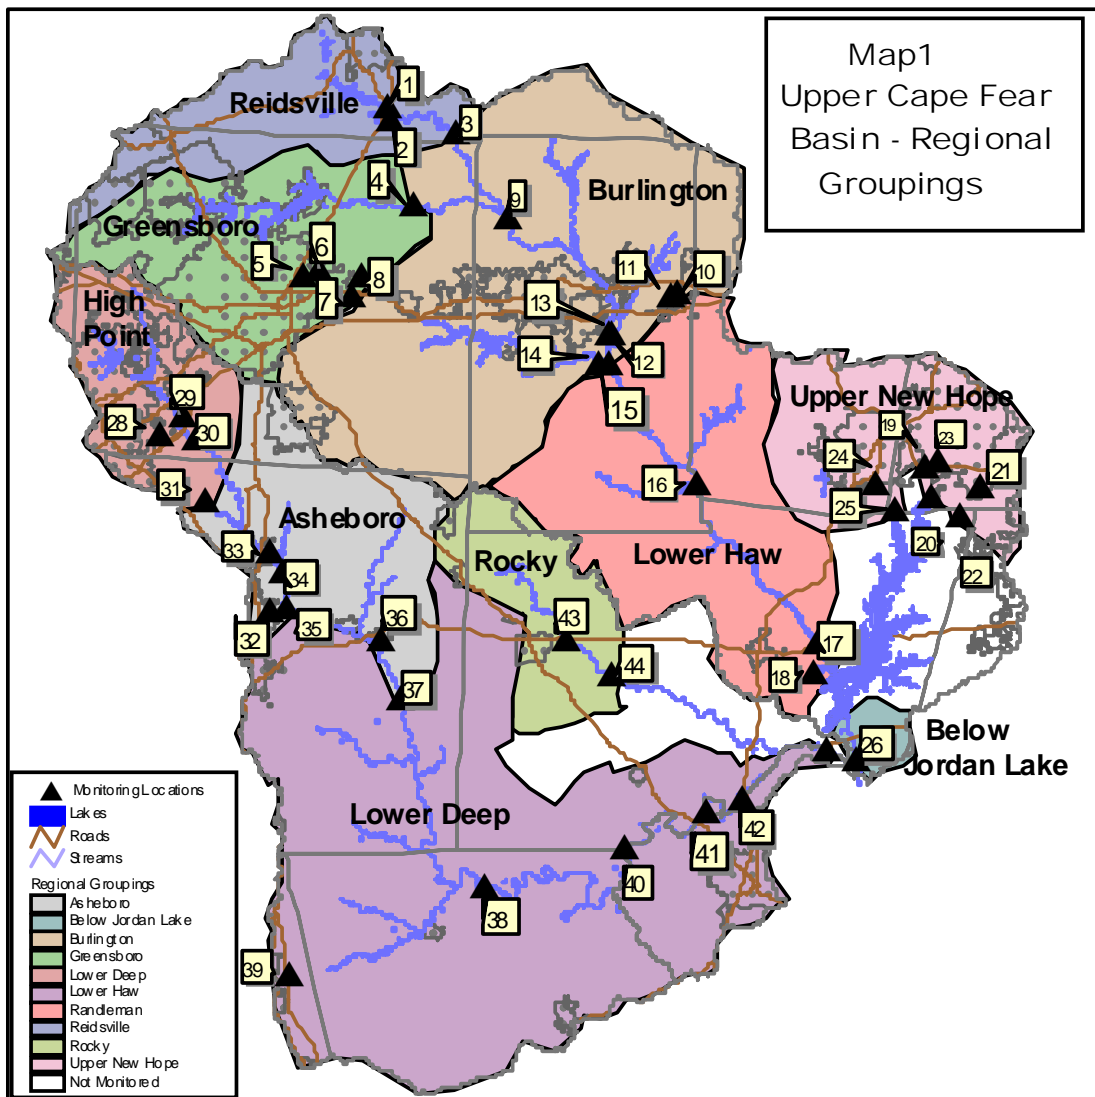 Map1
Upper Cape Fear
Basin - Regional
Groupings
1
Reidsville
3
2
4
9
Burlington
Greensboro
6
5
8
7
11
10
High
Point
13
14
12
15
Upper New Hope
29
28
30
19
23
24
21
16
31
25
Asheboro
20
33
Rocky
Lower Haw
22
34
32
35
36
43
17
44
18
37
26
Below
Jordan Lake
Lower Deep
42
41
40
38
39
Monitoring Locations
Lakes
Roads
Streams
Regional Groupings
Asheboro
Below Jordan Lake
Burlington
Greensboro
Lower Deep
Lower Haw
Randleman
Reidsville
Rocky
Upper New Hope
Not Monitored